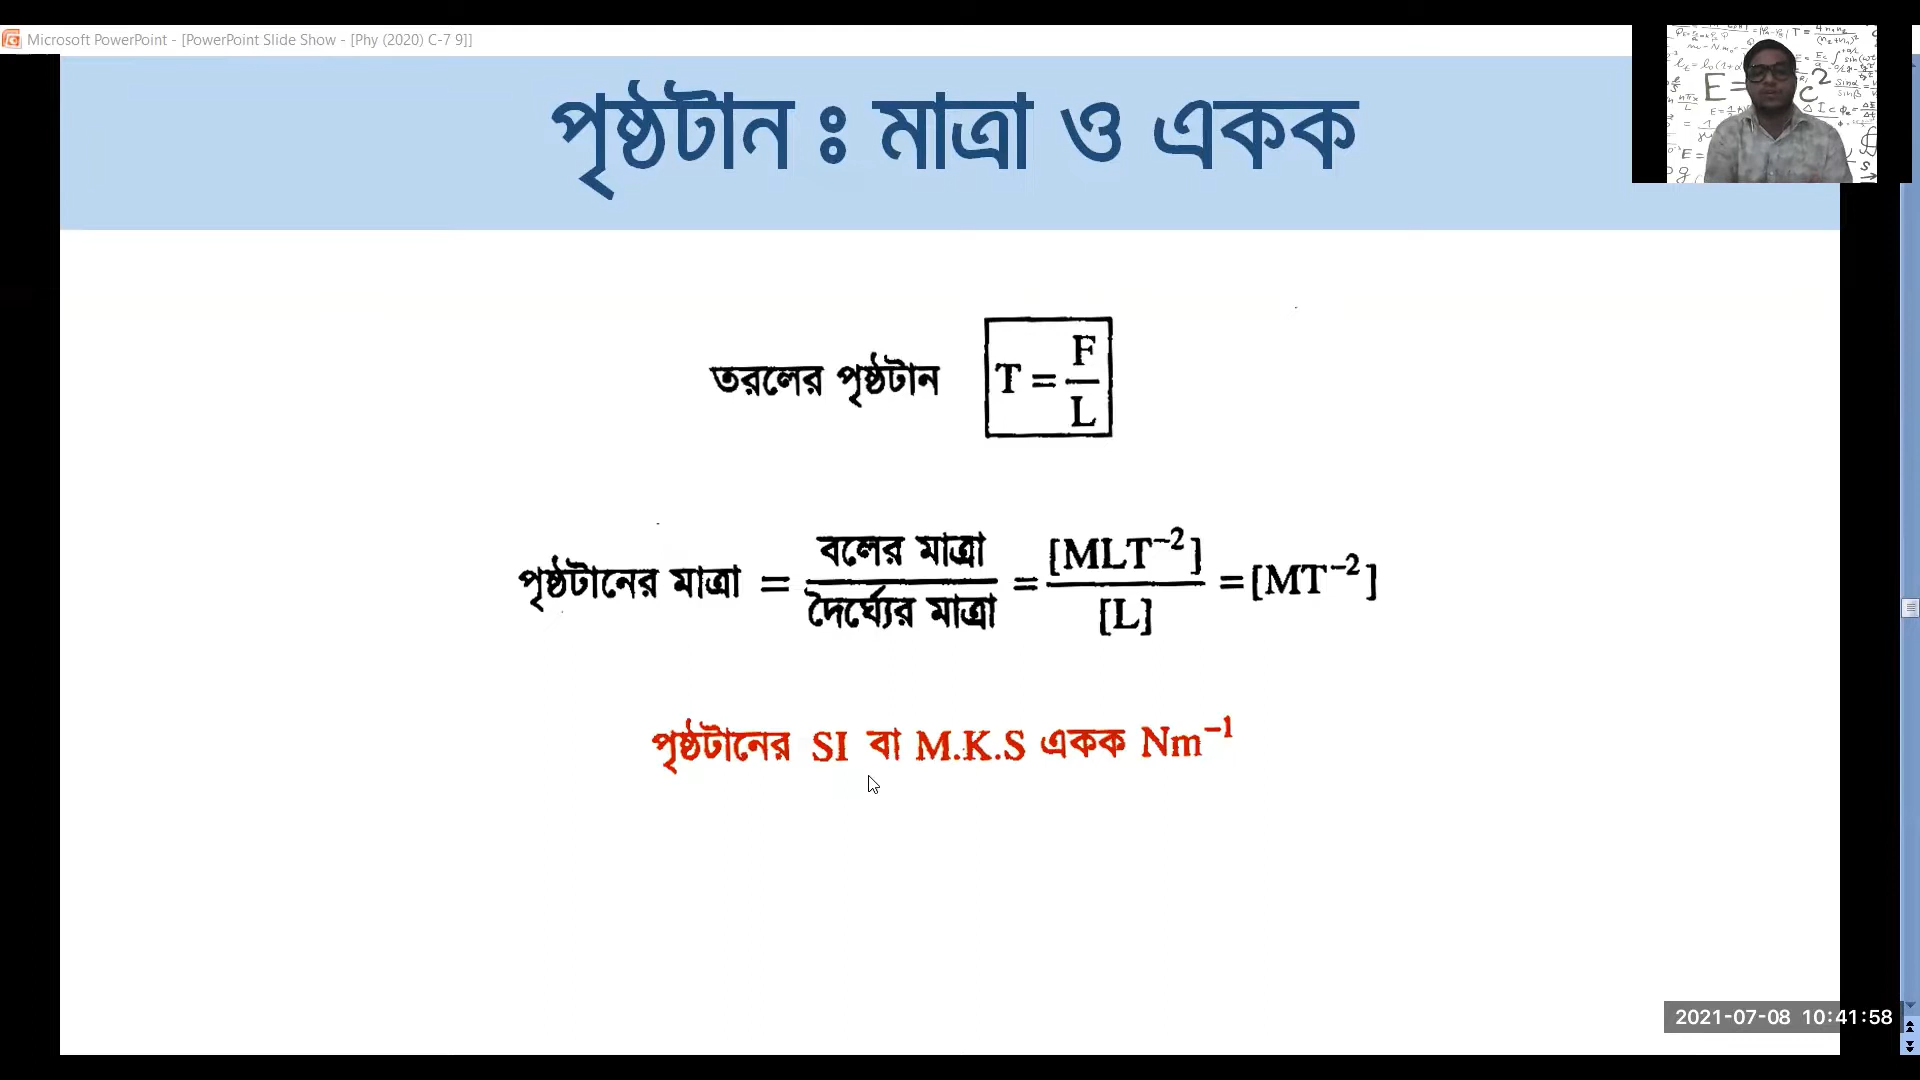 Microsoft PowerPoint - [PowerPoint Slide Show - [Phy (2020) C-7 9]]
পৃষ্ঠটান ঃ মাত্রা ও একক
তরলের পৃষ্ঠটান T = F/L
পৃষ্ঠটানের মাত্রা = বলের মাত্রা/দৈর্ঘ্যের মাত্রা = [MLT⁻²]/[L] = [MT⁻²]
পৃষ্ঠটানের SI বা M.K.S একক Nm⁻¹
2021-07-08 10:41:58